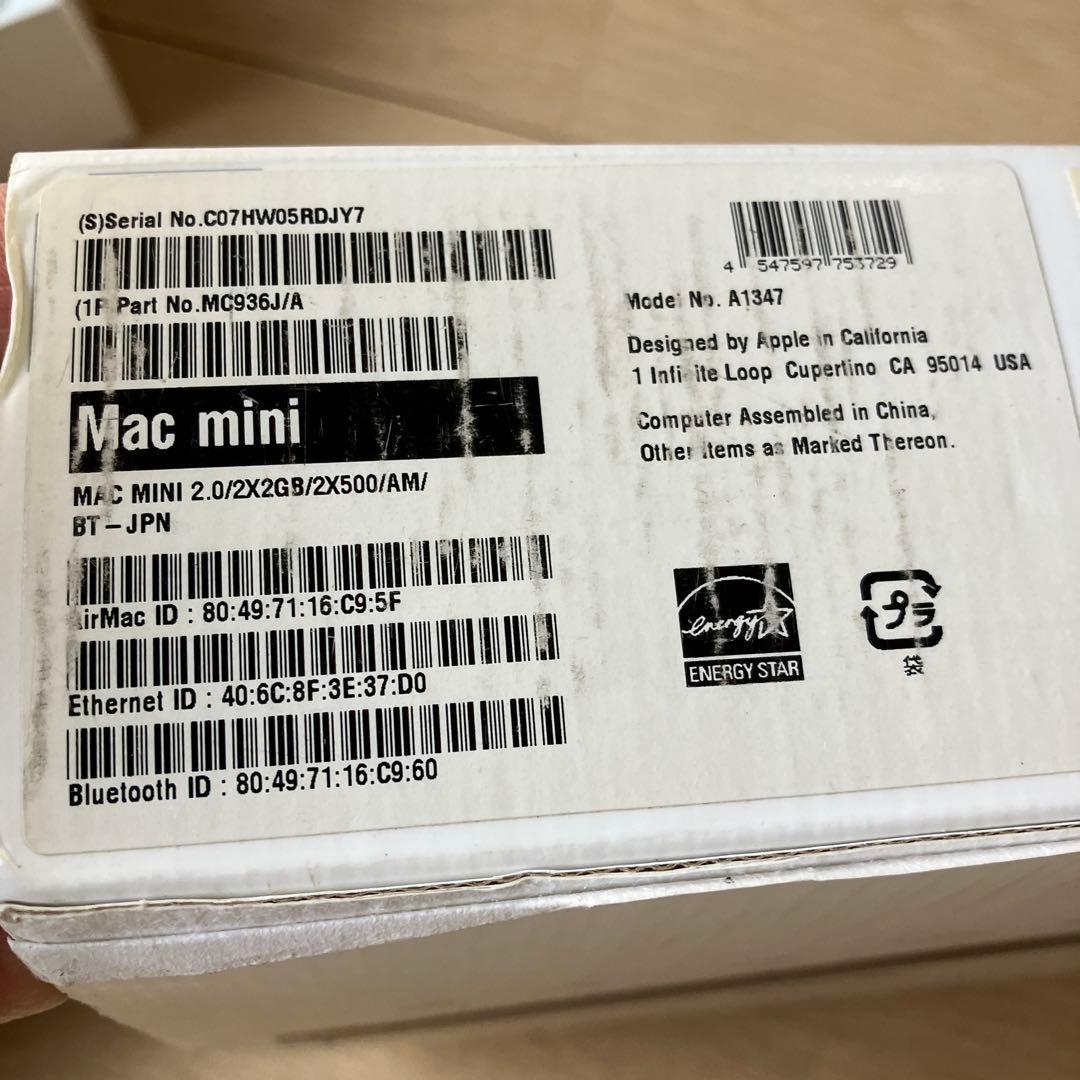 (S)Serial No.C07HW05RDJY7
(1P Part No.MC936J/A
Mac mini
MAC MINI 2.0/2X2GB/2X500/AM/
BT-JPN
AirMac ID : 80:49:71:16:C9:5F
Ethernet ID : 40:6C:8F:3E:37:D0
Bluetooth ID : 80:49:71:16:C9:60
4 547597 753729
Model No. A1347
Designed by Apple in California
1 Infinite Loop Cupertino CA 95014 USA
Computer Assembled in China,
Other Items as Marked Thereon.
energy
ENERGY STAR
プラ
袋